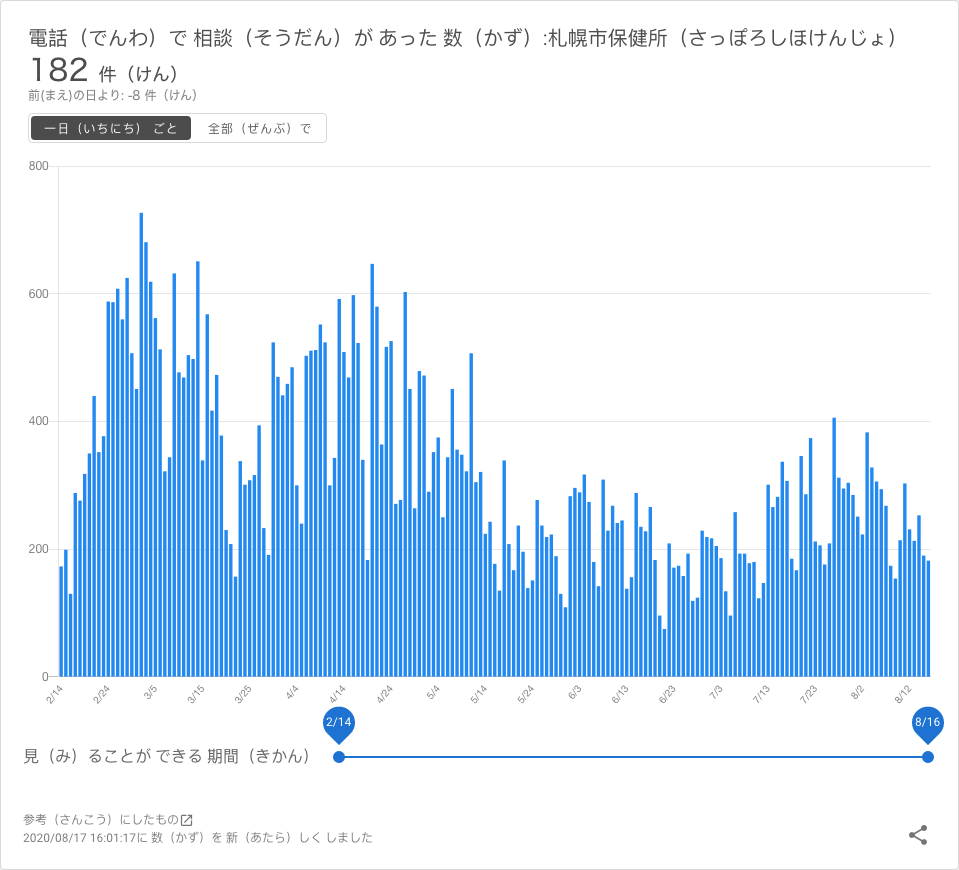 電話（でんわ）で 相談（そうだん）が あった 数（かず）:札幌市保健所（さっぽろしほけんじょ）
182 件（けん）
前(まえ)の日より: -8 件（けん）
一日（いちにち） ごと 全部（ぜんぶ）で
800
600
400
200
0
2/14 2/24 3/5 3/15 3/25 4/4 4/14 4/24 5/4 5/14 5/24 6/3 6/13 6/23 7/3 7/13 7/23 8/2 8/12
2/14 8/16
見（み）ることが できる 期間（きかん）
参考（さんこう）にしたもの
2020/08/17 16:01:17に 数（かず）を 新（あたら）しく しました